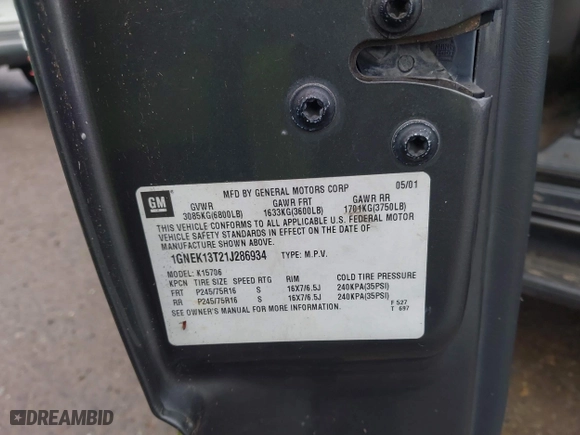 MFD BY GENERAL MOTORS CORP 05/01
GM
GVWR GAWR FRT GAWR RR
3085KG(6800LB) 1633KG(3600LB) 1701KG(3750LB)
THIS VEHICLE CONFORMS TO ALL APPLICABLE U.S. FEDERAL MOTOR
VEHICLE SAFETY STANDARDS IN EFFECT ON THE DATE OF
MANUFACTURE SHOWN ABOVE.
1GNEK13T21J286934 TYPE: M.P.V.
MODEL: K15706
KPCN TIRE SIZE SPEED RTG RIM COLD TIRE PRESSURE
FRT P245/75R16 S 16X7/6.5J 240KPA(35PSI)
RR P245/75R16 S 16X7/6.5J 240KPA(35PSI)
SEE OWNER'S MANUAL FOR MORE INFORMATION.
F 527
T 697
DREAMBID